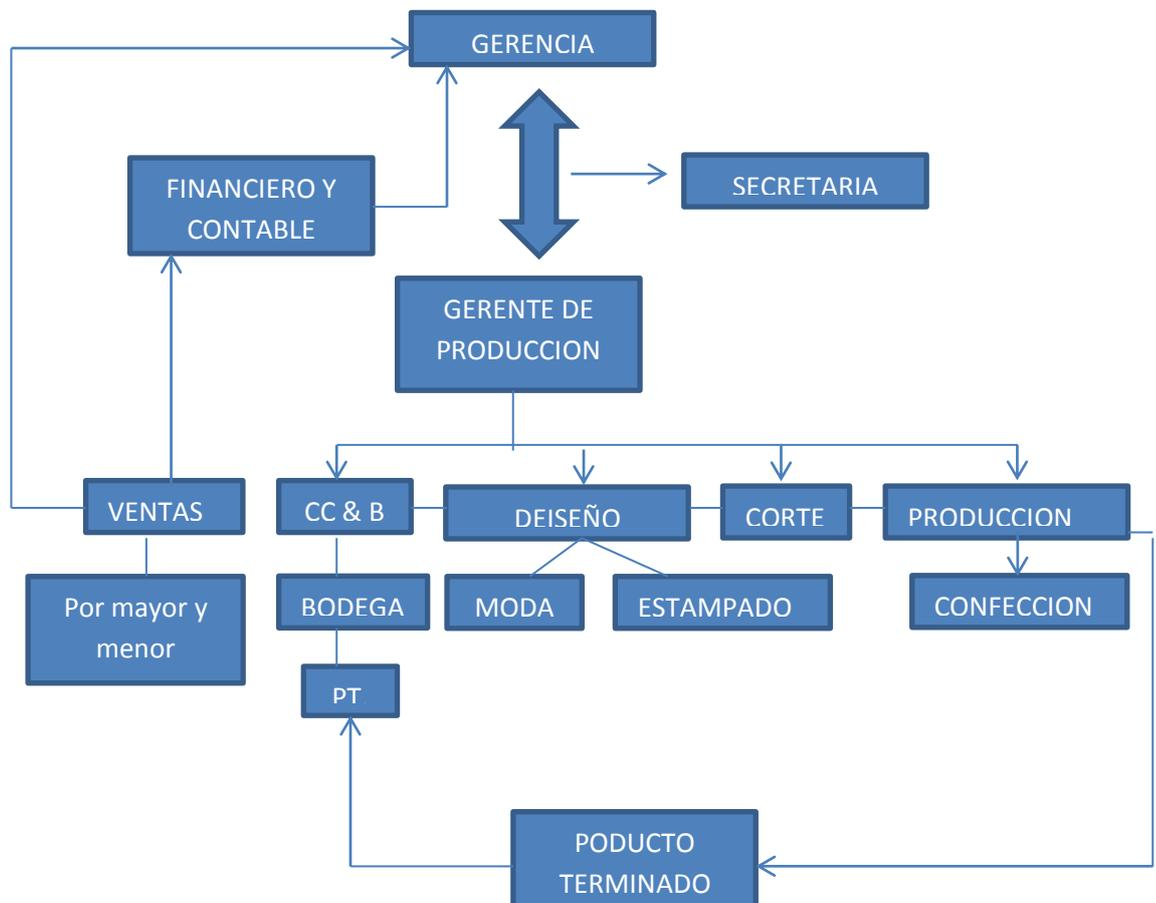 GERENCIA
FINANCIERO Y
CONTABLE
SECRETARIA
GERENTE DE
PRODUCCION
VENTAS
CC & B
DEISEÑO
CORTE
PRODUCCION
Por mayor y
menor
BODEGA
MODA
ESTAMPADO
CONFECCION
PT
PODUCTO
TERMINADO